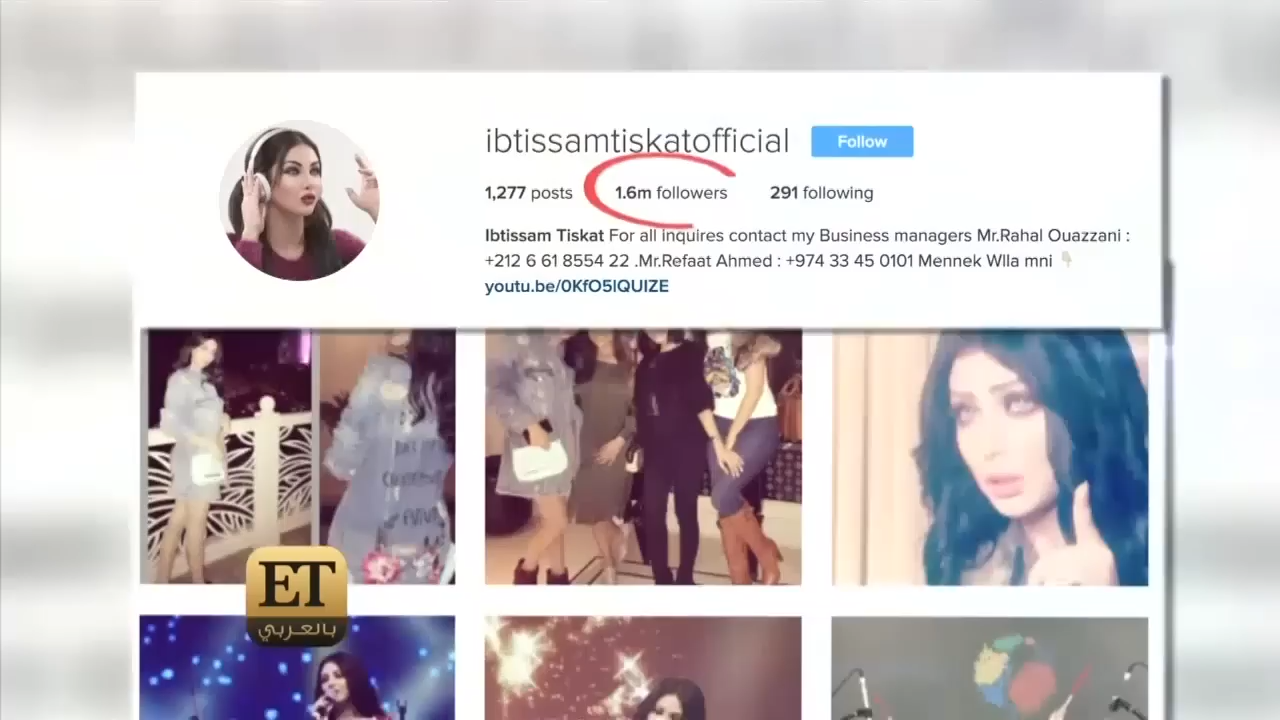 ibtissamtiskatofficial Follow
1,277 posts 1.6m followers 291 following
Ibtissam Tiskat For all inquires contact my Business managers Mr.Rahal Ouazzani :
+212 6 61 8554 22 .Mr.Refaat Ahmed : +974 33 45 0101 Mennek Wlla mni 👇🏻
youtu.be/0KfO5lQUIZE
ET
بالعربي